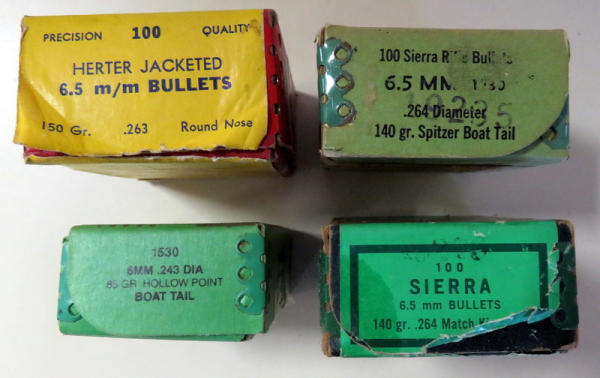 PRECISION 100 QUALITY
HERTER JACKETED
6.5 m/m BULLETS
150 Gr. .263 Round Nose
100 Sierra Rifle Bullets
6.5 MM
.264 Diameter
140 gr. Spitzer Boat Tail
1530
6MM .243 DIA
85 GR. HOLLOW POINT
BOAT TAIL
100
SIERRA
6.5 mm BULLETS
140 gr. .264 Match